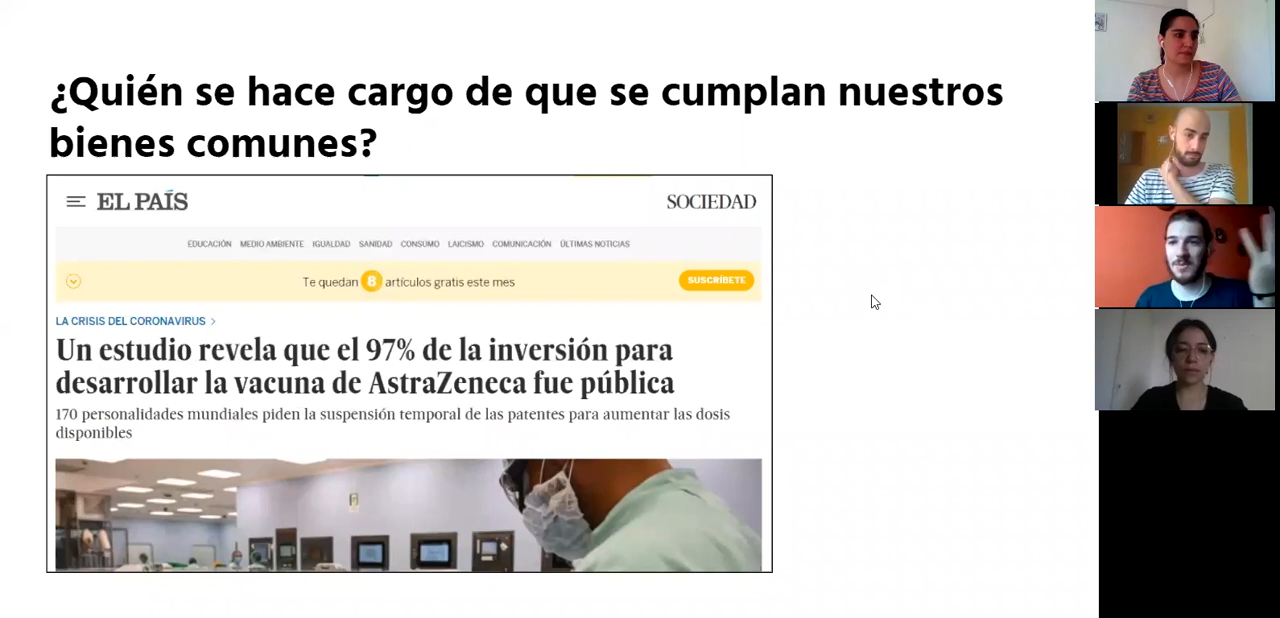 ¿Quién se hace cargo de que se cumplan nuestros
bienes comunes?
EL PAÍS
SOCIEDAD
EDUCACIÓN MEDIO AMBIENTE IGUALDAD SANIDAD CONSUMO LAICISMO COMUNICACIÓN ÚLTIMAS NOTICIAS
Te quedan 8 artículos gratis este mes
SUSCRÍBETE
LA CRISIS DEL CORONAVIRUS
Un estudio revela que el 97% de la inversión para
desarrollar la vacuna de AstraZeneca fue pública
170 personalidades mundiales piden la suspensión temporal de las patentes para aumentar las dosis
disponibles